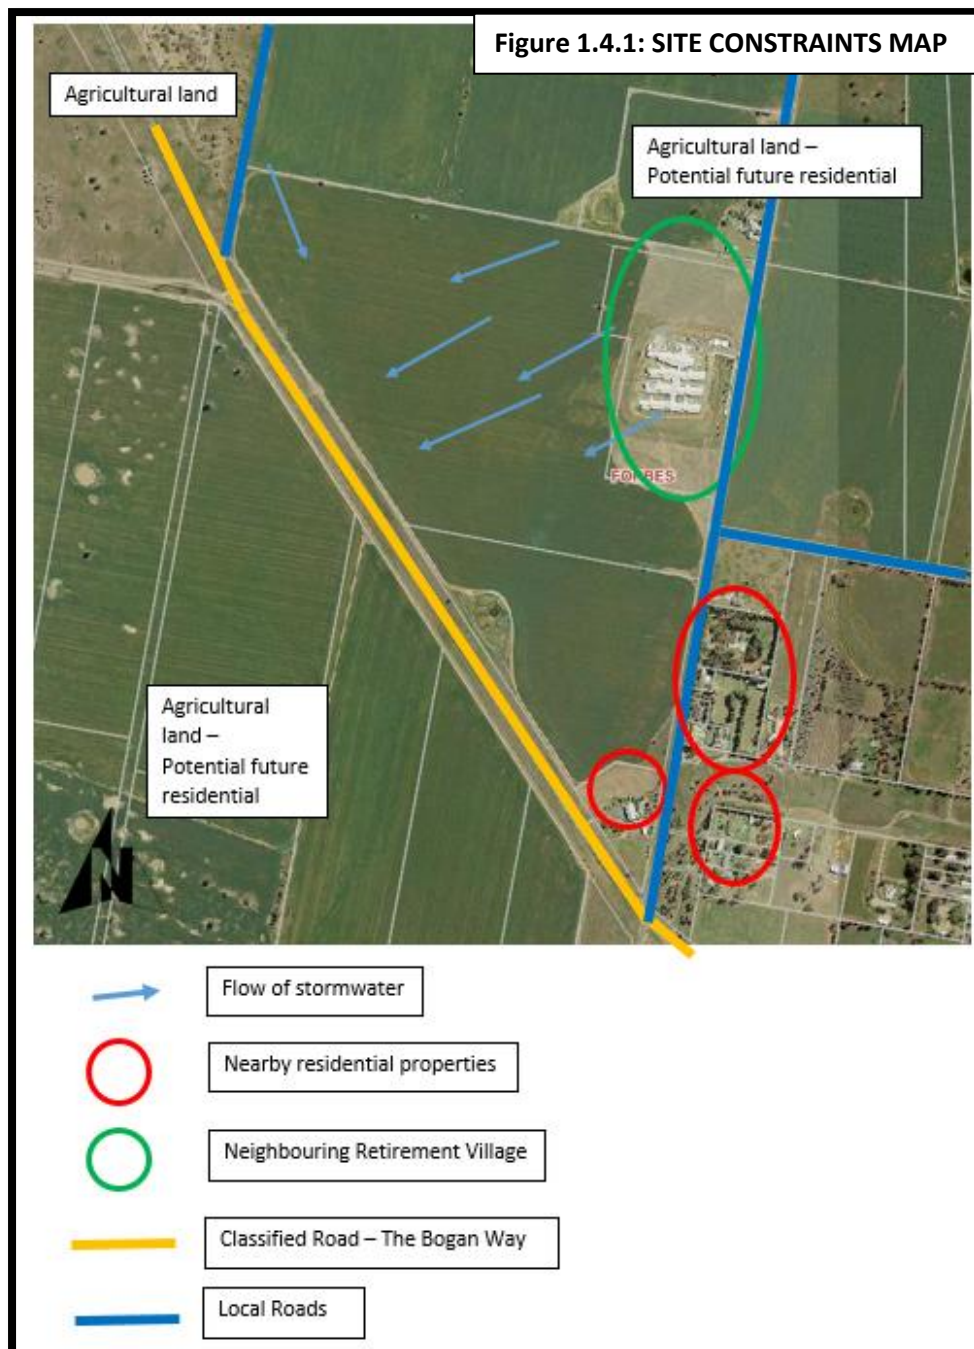 Figure 1.4.1: SITE CONSTRAINTS MAP
Agricultural land
Agricultural land –
Potential future residential
FORBES
Agricultural
land –
Potential future
residential
N
Flow of stormwater
Nearby residential properties
Neighbouring Retirement Village
Classified Road – The Bogan Way
Local Roads